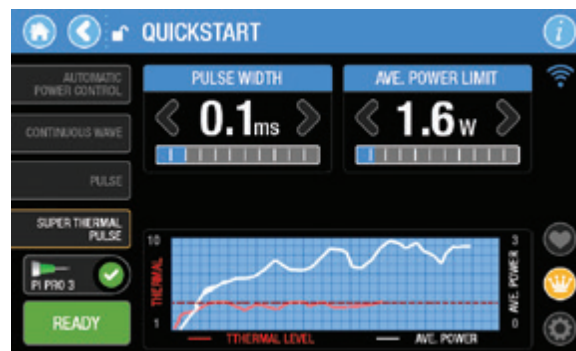 QUICKSTART
i
AUTOMATIC
POWER CONTROL
PULSE WIDTH
AVE. POWER LIMIT
0.1ms
1.6w
CONTINUOUS WAVE
PULSE
SUPER THERMAL
PULSE
10
3
THERMAL
AVE. POWER
PI PRO 3
1
0
READY
TTHERMAL LEVEL
AVE. POWER